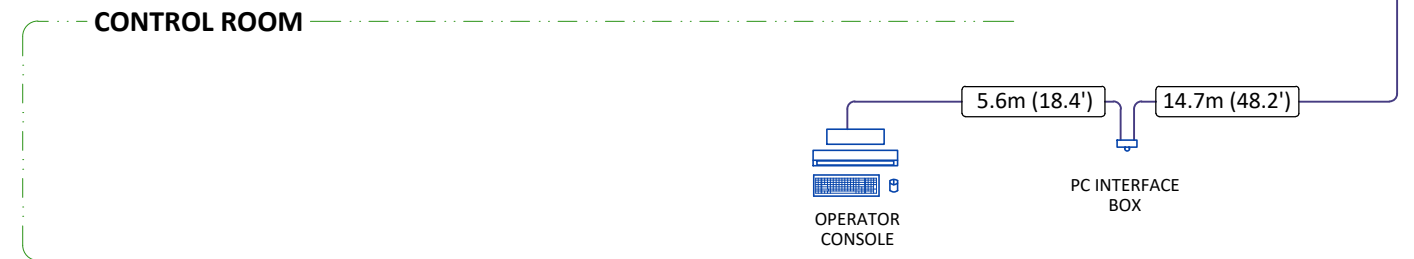 CONTROL ROOM
5.6m (18.4')
14.7m (48.2')
OPERATOR
CONSOLE
PC INTERFACE
BOX